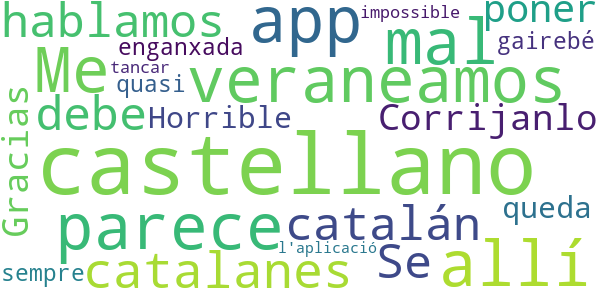 hablamos app impossible poner
enganxada mal gairebé
Me tancar quasi veraneamos
debe Horrible Corrijanlo
Gracias castellano
parece catalán queda
l'aplicació
sempre catalanes Se allí